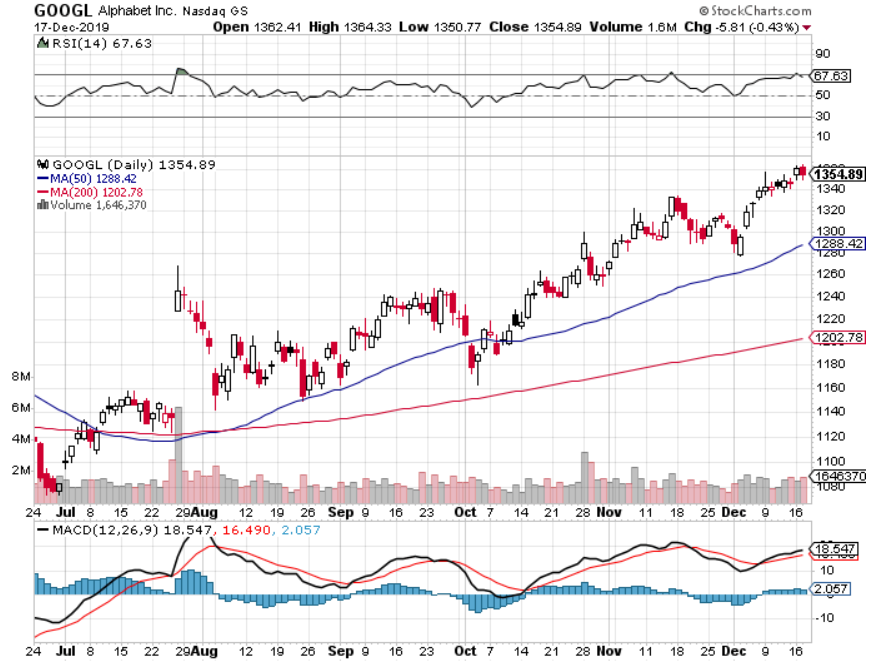 GOOGL Alphabet Inc. Nasdaq GS © StockCharts.com
17-Dec-2019 Open 1362.41 High 1364.33 Low 1350.77 Close 1354.89 Volume 1.6M Chg -5.81 (-0.43%)
RSI(14) 67.63
90
67.63
50
30
10
GOOGL (Daily) 1354.89
MA(50) 1288.42
MA(200) 1202.78
Volume 1,646,370
1354.89
1340
1320
1300
1288.42
1280
1260
1240
1220
1202.78
1180
8M 1160
6M 1140
4M 1120
2M 1100
1646370
1080
24 Jul 8 15 22 29 Aug 12 19 26 Sep 9 16 23 Oct 7 14 21 28 Nov 11 18 25 Dec 9 16
MACD(12,26,9) 18.547, 16.490, 2.057
18.547
10
2.057
-10
24 Jul 8 15 22 29 Aug 12 19 26 Sep 9 16 23 Oct 7 14 21 28 Nov 11 18 25 Dec 9 16